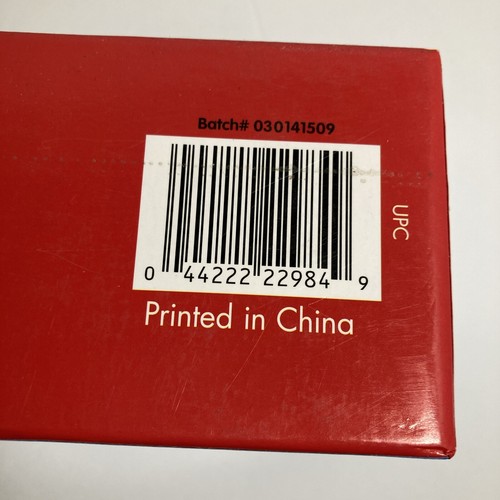 Batch# 030141509
UPC
0 44222 22984 9
Printed in China